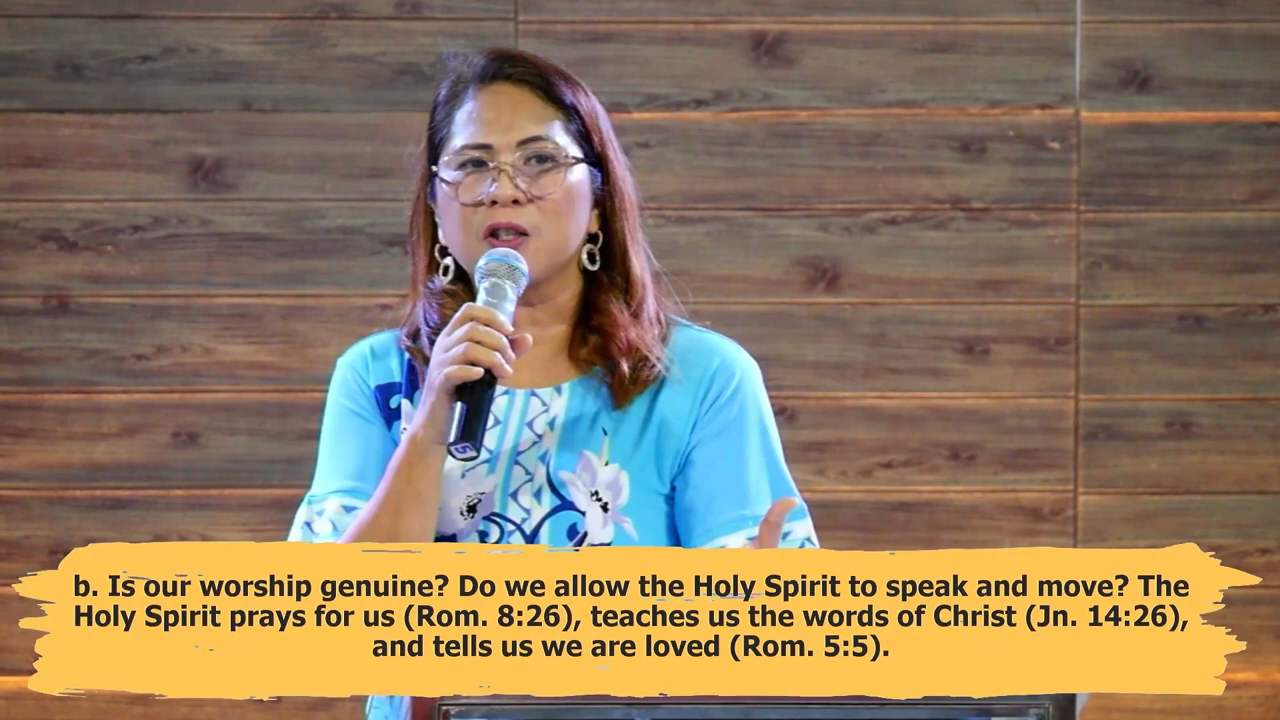 b. Is our worship genuine? Do we allow the Holy Spirit to speak and move? The
Holy Spirit prays for us (Rom. 8:26), teaches us the words of Christ (Jn. 14:26),
and tells us we are loved (Rom. 5:5).
5